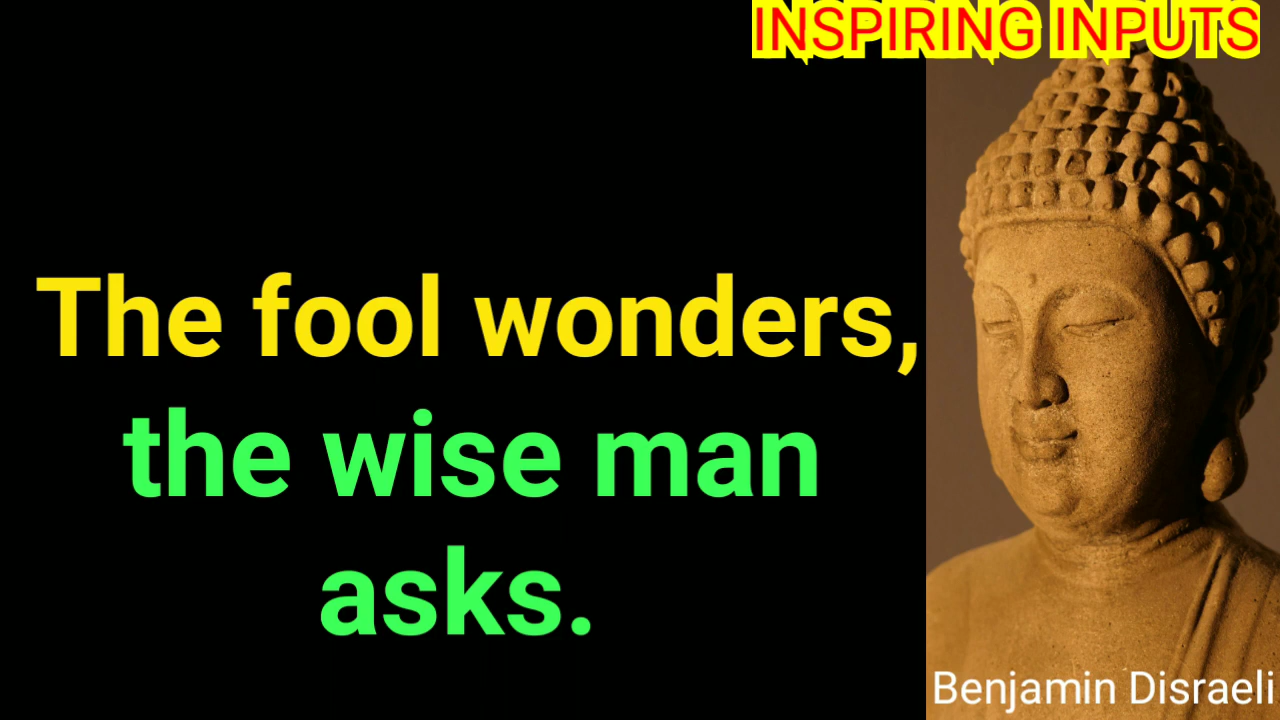 INSPIRING INPUTS
The fool wonders,
the wise man
asks.
Benjamin Disraeli